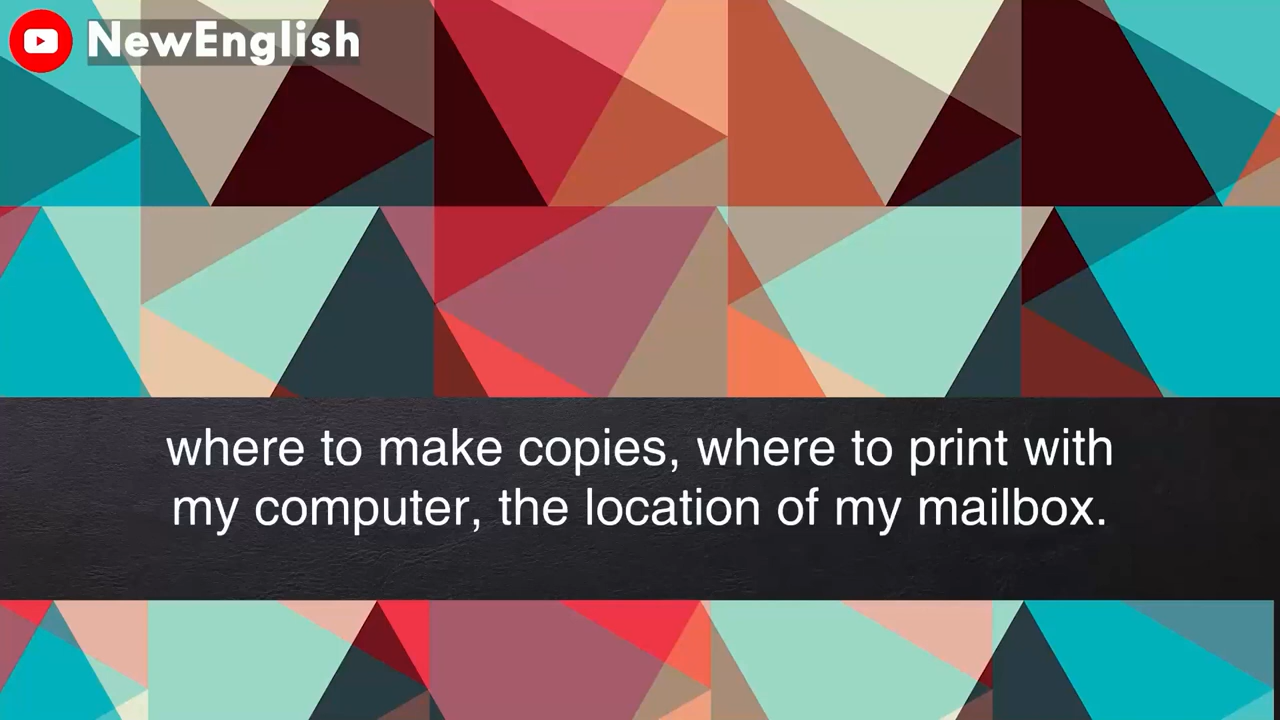 NewEnglish
where to make copies, where to print with
my computer, the location of my mailbox.